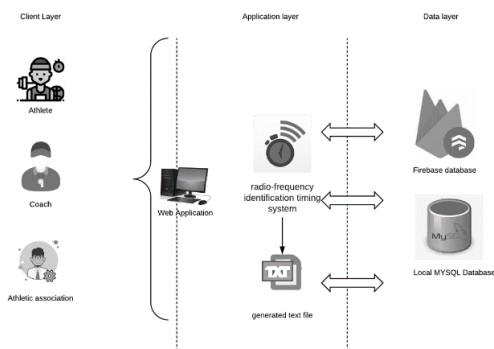 Client Layer
Application layer
Data layer
Athlete
Coach
Athletic association
Web Application
radio-frequency
identification timing
system
TXT
generated text file
Firebase database
MySQL
Local MYSQL Database